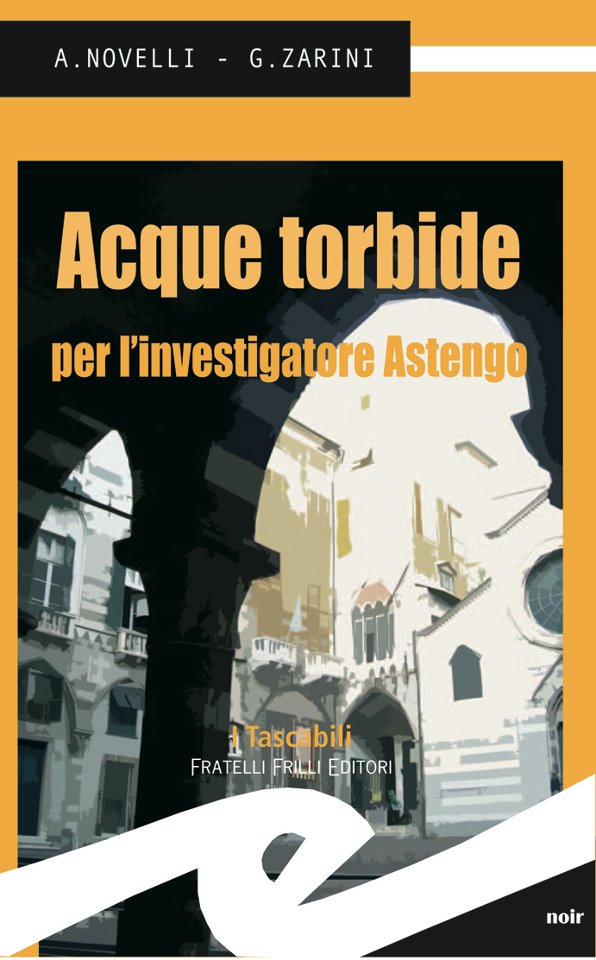 A.NOVELLI - G.ZARINI
Acque torbide
per l'investigatore Astengo
I Tascabili
FRATELLI FRILLI EDITORI
noir